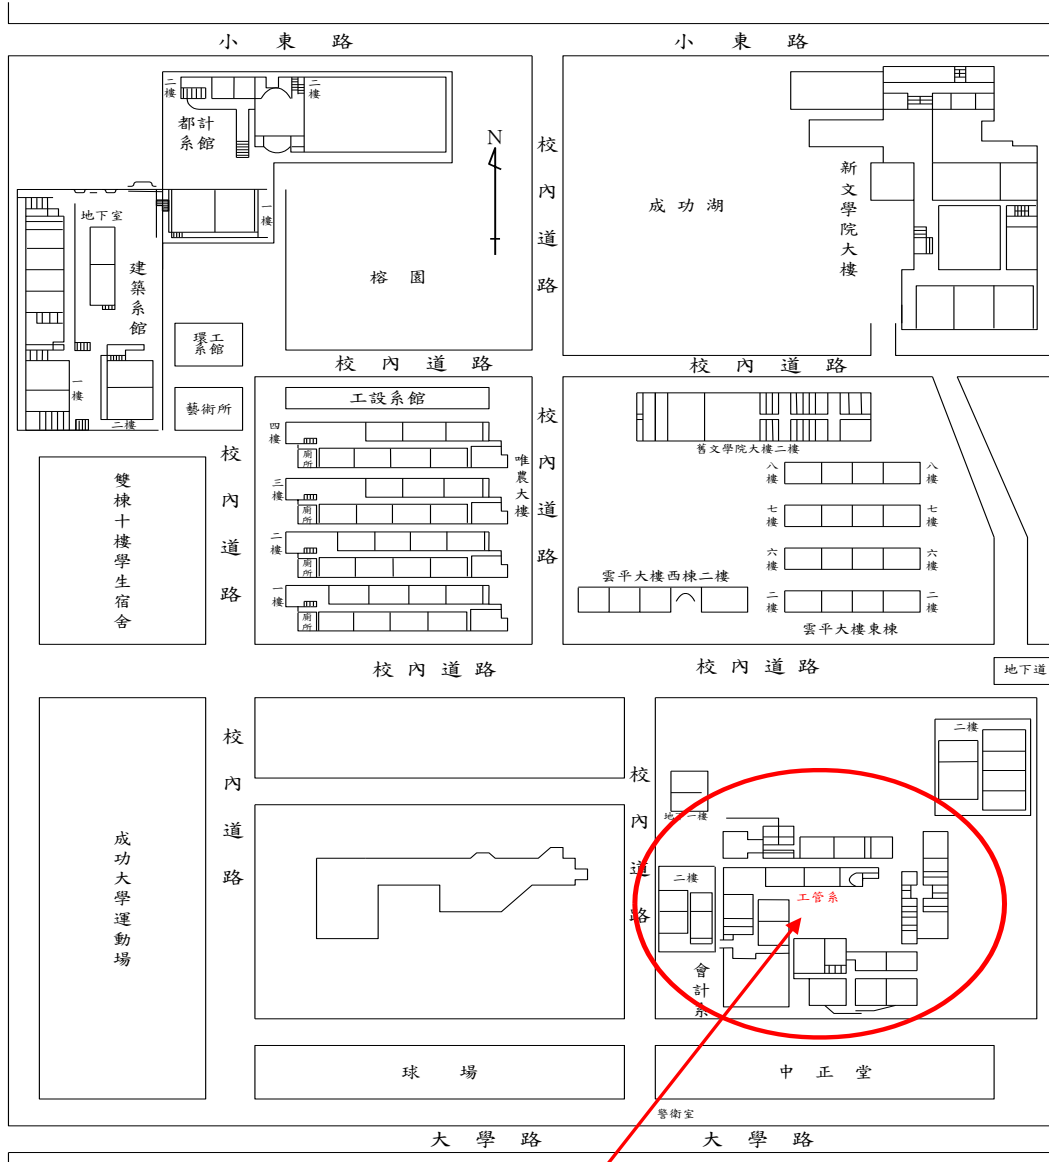 小東路
小東路
二樓
二樓
都計系館
N
校內道路
成功湖
新文學院大樓
一樓
地下室
建築系館
榕園
環工系館
校內道路
校內道路
一樓
二樓
藝術所
工設系館
四樓
廁所
唯農大樓
校內道路
舊文學院大樓二樓
校內道路
雙棟十樓學生宿舍
三樓
廁所
二樓
廁所
一樓
廁所
八樓
八樓
七樓
七樓
六樓
六樓
二樓
二樓
雲平大樓西棟二樓
雲平大樓東棟
校內道路
校內道路
地下道
校內道路
成功大學運動場
校內道路
二樓
地下一樓
二樓
工管系
會計系
球場
中正堂
警衛室
大學路
大學路